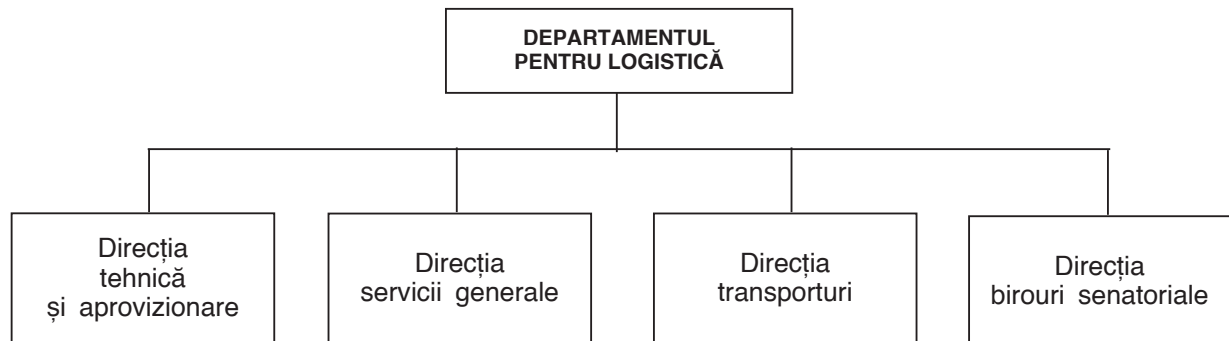 DEPARTAMENTUL
PENTRU LOGISTICĂ
Direcția
tehnică
și aprovizionare
Direcția
servicii generale
Direcția
transporturi
Direcția
birouri senatoriale